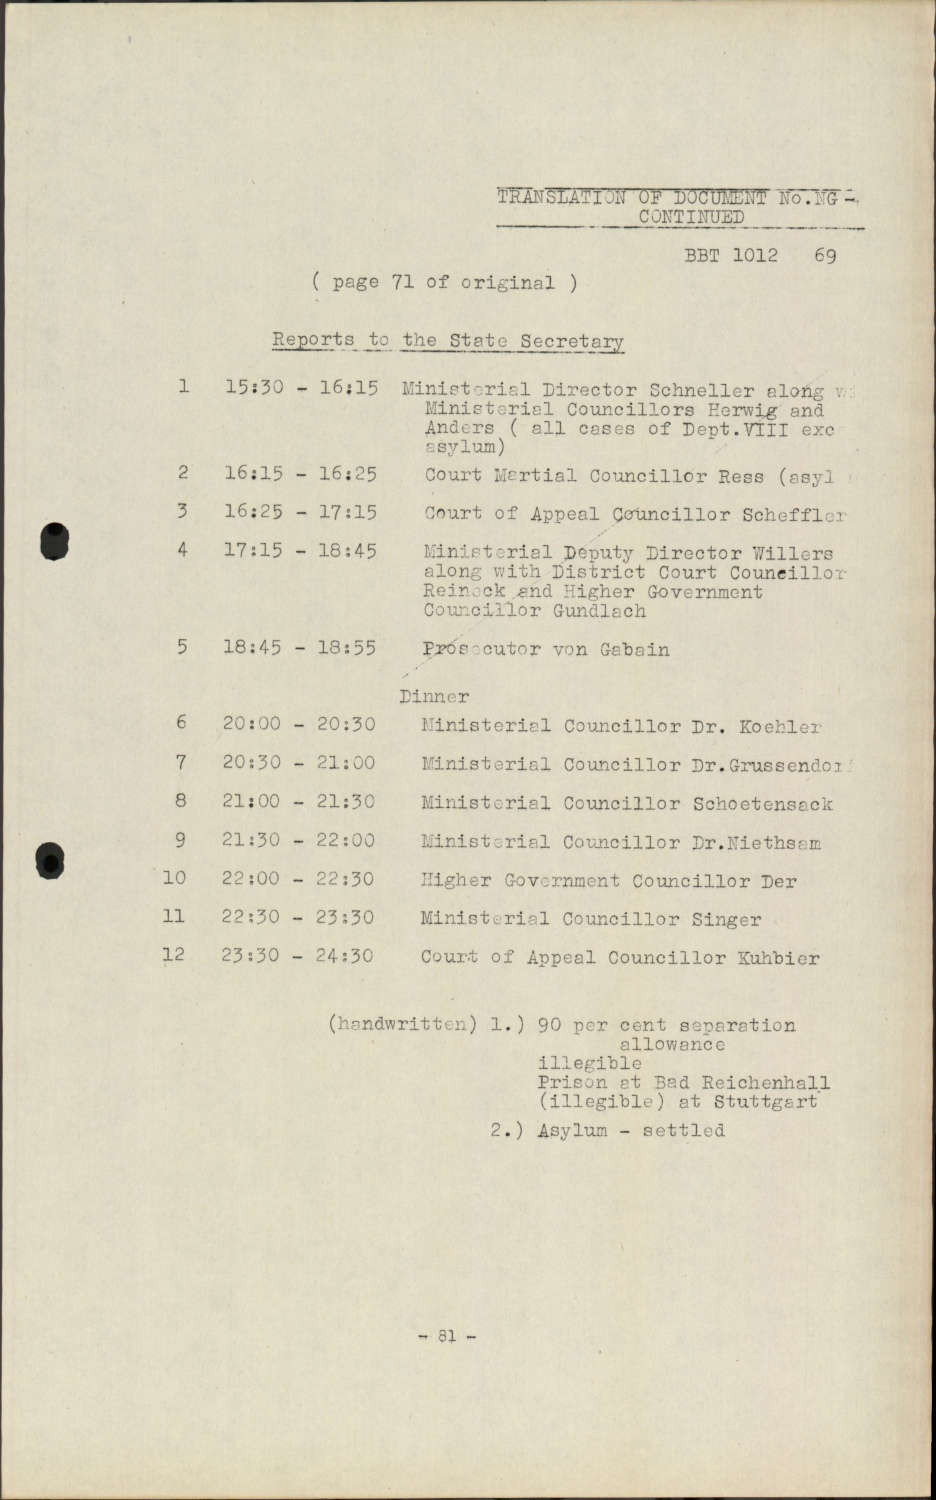 TRANSLATION OF DOCUMENT No.NG -
CONTINUED
BBT 1012 69
( page 71 of original )
Reports to the State Secretary
1 15:30 - 16:15 Ministerial Director Schneller along
Ministerial Councillors Herwig and
Anders ( all cases of Dept.VIII exc
asylum)
2 16:15 - 16:25 Court Martial Councillor Ress (asyl
3 16:25 - 17:15 Court of Appeal Councillor Scheffler
4 17:15 - 18:45 Ministerial Deputy Director Willers
along with District Court Councillor
Reineck and Higher Government
Councillor Gundlach
5 18:45 - 18:55 Prosecutor von Gabain
Dinner
6 20:00 - 20:30 Ministerial Councillor Dr. Koehler
7 20:30 - 21:00 Ministerial Councillor Dr.Grussendorf
8 21:00 - 21:30 Ministerial Councillor Schoetensack
9 21:30 - 22:00 Ministerial Councillor Dr.Niethsam
10 22:00 - 22:30 Higher Government Councillor Der
11 22:30 - 23:30 Ministerial Councillor Singer
12 23:30 - 24:30 Court of Appeal Councillor Kuhbier
(handwritten) 1.) 90 per cent separation
allowance
illegible
Prison at Bad Reichenhall
(illegible) at Stuttgart
2.) Asylum - settled
- 81 -